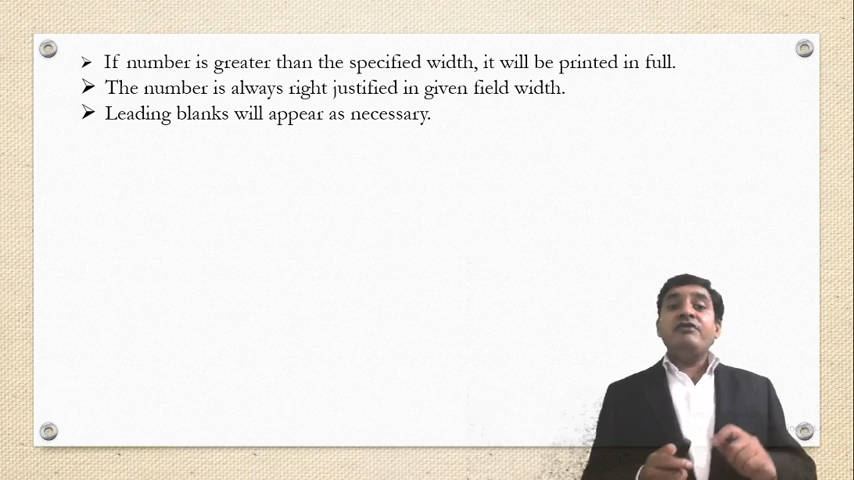 If number is greater than the specified width, it will be printed in full.
The number is always right justified in given field width.
Leading blanks will appear as necessary.